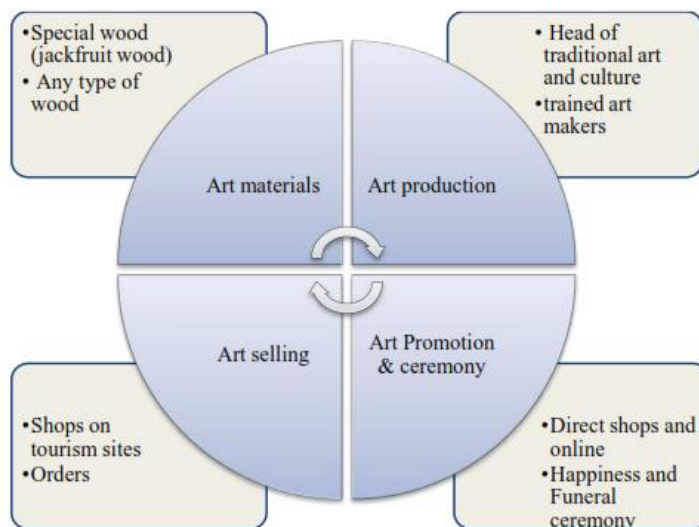 •Special wood
(jackfruit wood)
• Any type of
wood
• Head of
traditional art
and culture
•trained art
makers
Art materials
Art production
Art selling
Art Promotion
& ceremony
•Shops on
tourism sites
•Orders
•Direct shops and
online
•Happiness and
Funeral
ceremony